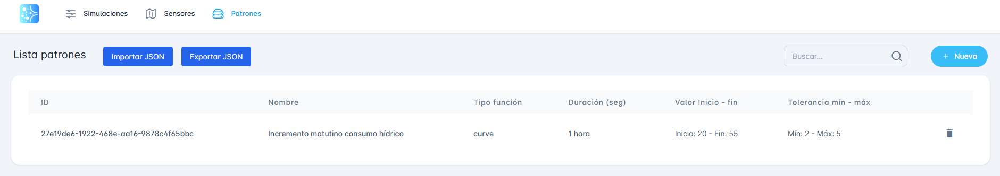 Simulaciones Sensores Patrones
Lista patrones Importar JSON Exportar JSON Buscar... + Nueva
ID Nombre Tipo función Duración (seg) Valor Inicio - fin Tolerancia mín - máx
27e19de6-1922-468e-aa16-9878c4f65bbc Incremento matutino consumo hídrico curve 1 hora Inicio: 20 - Fin: 55 Mín: 2 - Máx: 5